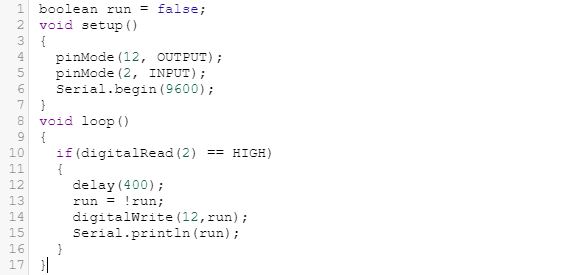 1 boolean run = false;
2 void setup()
3 {
4   pinMode(12, OUTPUT);
5   pinMode(2, INPUT);
6   Serial.begin(9600);
7 }
8 void loop()
9 {
10   if(digitalRead(2) == HIGH)
11   {
12     delay(400);
13     run = !run;
14     digitalWrite(12,run);
15     Serial.println(run);
16   }
17 }